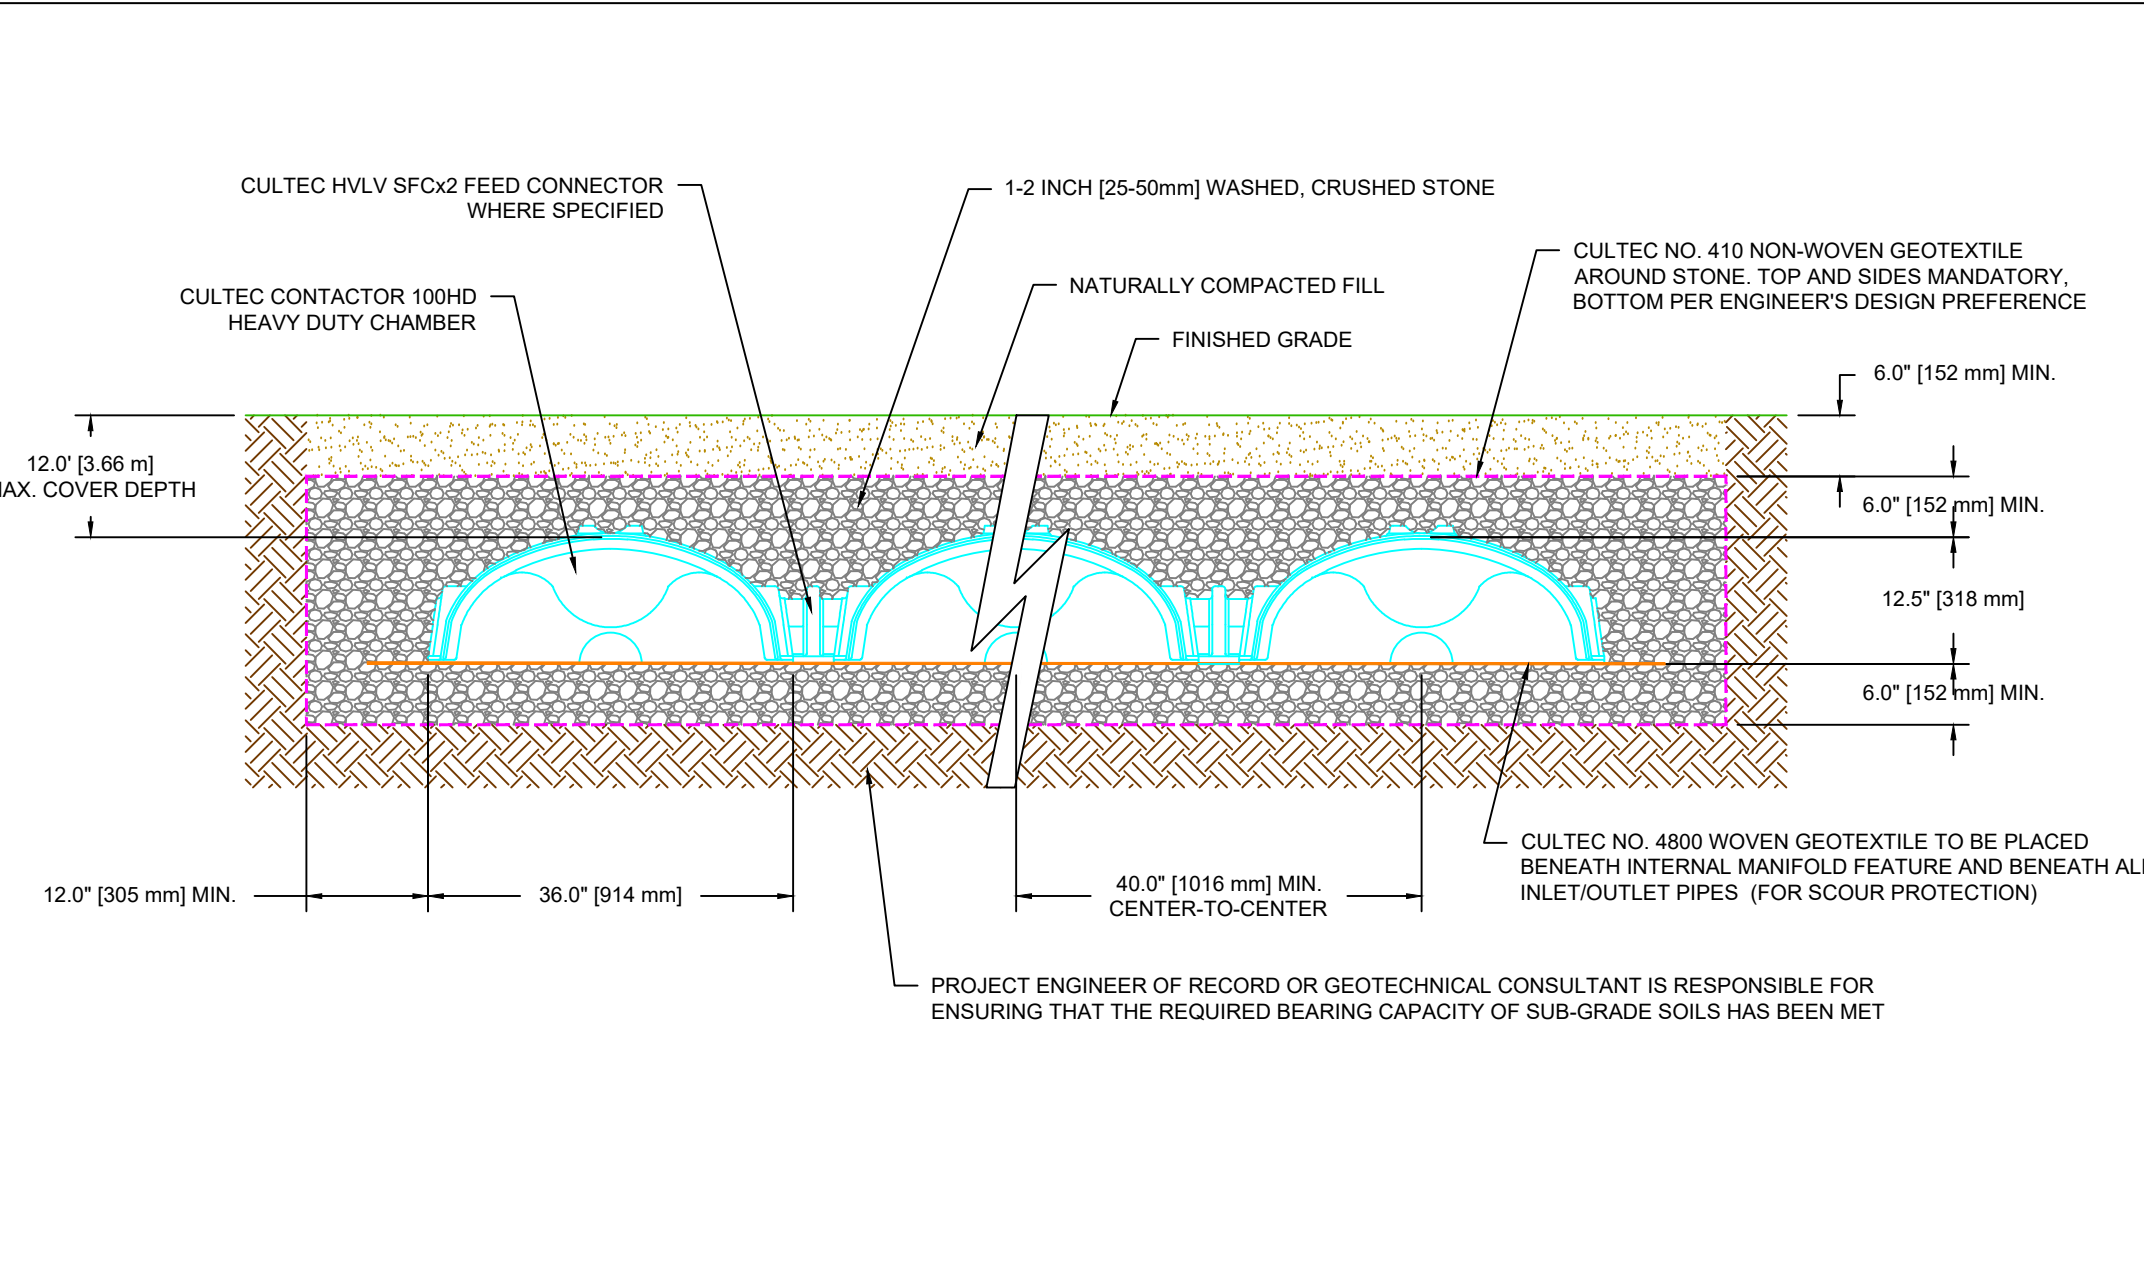 CULTEC HVLV SFCx2 FEED CONNECTOR
WHERE SPECIFIED
1-2 INCH [25-50mm] WASHED, CRUSHED STONE
CULTEC NO. 410 NON-WOVEN GEOTEXTILE
AROUND STONE. TOP AND SIDES MANDATORY,
BOTTOM PER ENGINEER'S DESIGN PREFERENCE
CULTEC CONTACTOR 100HD
HEAVY DUTY CHAMBER
NATURALLY COMPACTED FILL
FINISHED GRADE
6.0" [152 mm] MIN.
12.0' [3.66 m]
COVER DEPTH
6.0" [152 mm] MIN.
12.5" [318 mm]
6.0" [152 mm] MIN.
CULTEC NO. 4800 WOVEN GEOTEXTILE TO BE PLACED
BENEATH INTERNAL MANIFOLD FEATURE AND BENEATH
INLET/OUTLET PIPES (FOR SCOUR PROTECTION)
12.0" [305 mm] MIN.
36.0" [914 mm]
40.0" [1016 mm] MIN.
CENTER-TO-CENTER
PROJECT ENGINEER OF RECORD OR GEOTECHNICAL CONSULTANT IS RESPONSIBLE FOR
ENSURING THAT THE REQUIRED BEARING CAPACITY OF SUB-GRADE SOILS HAS BEEN MET